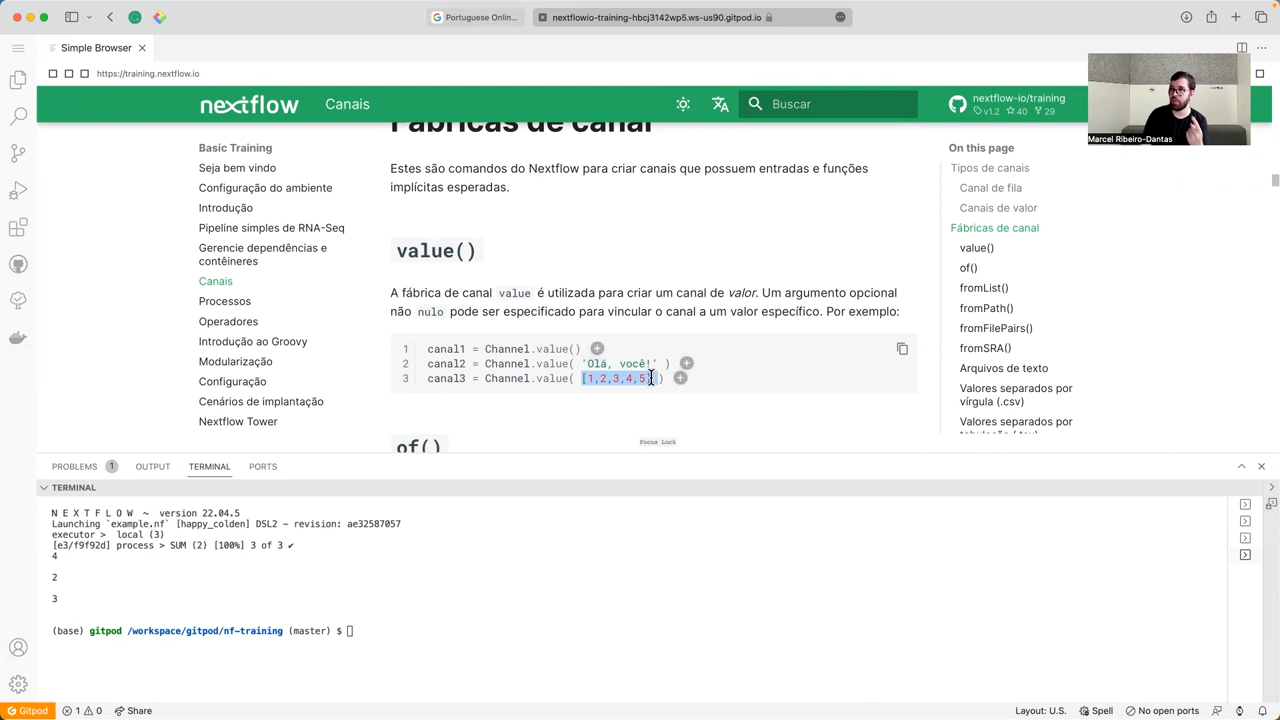 Portuguese Onlin...
nextflowio-training-hbcj3142wp5.ws-us90.gitpod.io
Simple Browser
https://training.nextflow.io
nextflow
Canais
Buscar
nextflow-io/training
v1.2 40 29
Marcel Ribeiro-Dantas
Basic Training
Seja bem vindo
Configuração do ambiente
Introdução
Pipeline simples de RNA-Seq
Gerencie dependências e
contêineres
Canais
Processos
Operadores
Introdução ao Groovy
Modularização
Configuração
Cenários de implantação
Nextflow Tower
Fábricas de canal
Estes são comandos do Nextflow para criar canais que possuem entradas e funções
implícitas esperadas.
value()
A fábrica de canal value é utilizada para criar um canal de valor. Um argumento opcional
não nulo pode ser especificado para vincular o canal a um valor específico. Por exemplo:
1 canal1 = Channel.value()
2 canal2 = Channel.value( 'Olá, você!' )
3 canal3 = Channel.value( [1,2,3,4,5] )
of()
Focus Lock
On this page
Tipos de canais
Canal de fila
Canais de valor
Fábricas de canal
value()
of()
fromList()
fromPath()
fromFilePairs()
fromSRA()
Arquivos de texto
Valores separados por
vírgula (.csv)
Valores separados por
tabulação (.tsv)
PROBLEMS 1 OUTPUT TERMINAL PORTS
TERMINAL
N E X T F L O W ~ version 22.04.5
Launching `example.nf` [happy_colden] DSL2 - revision: ae32587057
executor > local (3)
[e3/f9f92d] process > SUM (2) [100%] 3 of 3 ✔
4
2
3
(base) gitpod /workspace/gitpod/nf-training (master) $
Gitpod 1 0 Share Layout: U.S. Spell No open ports